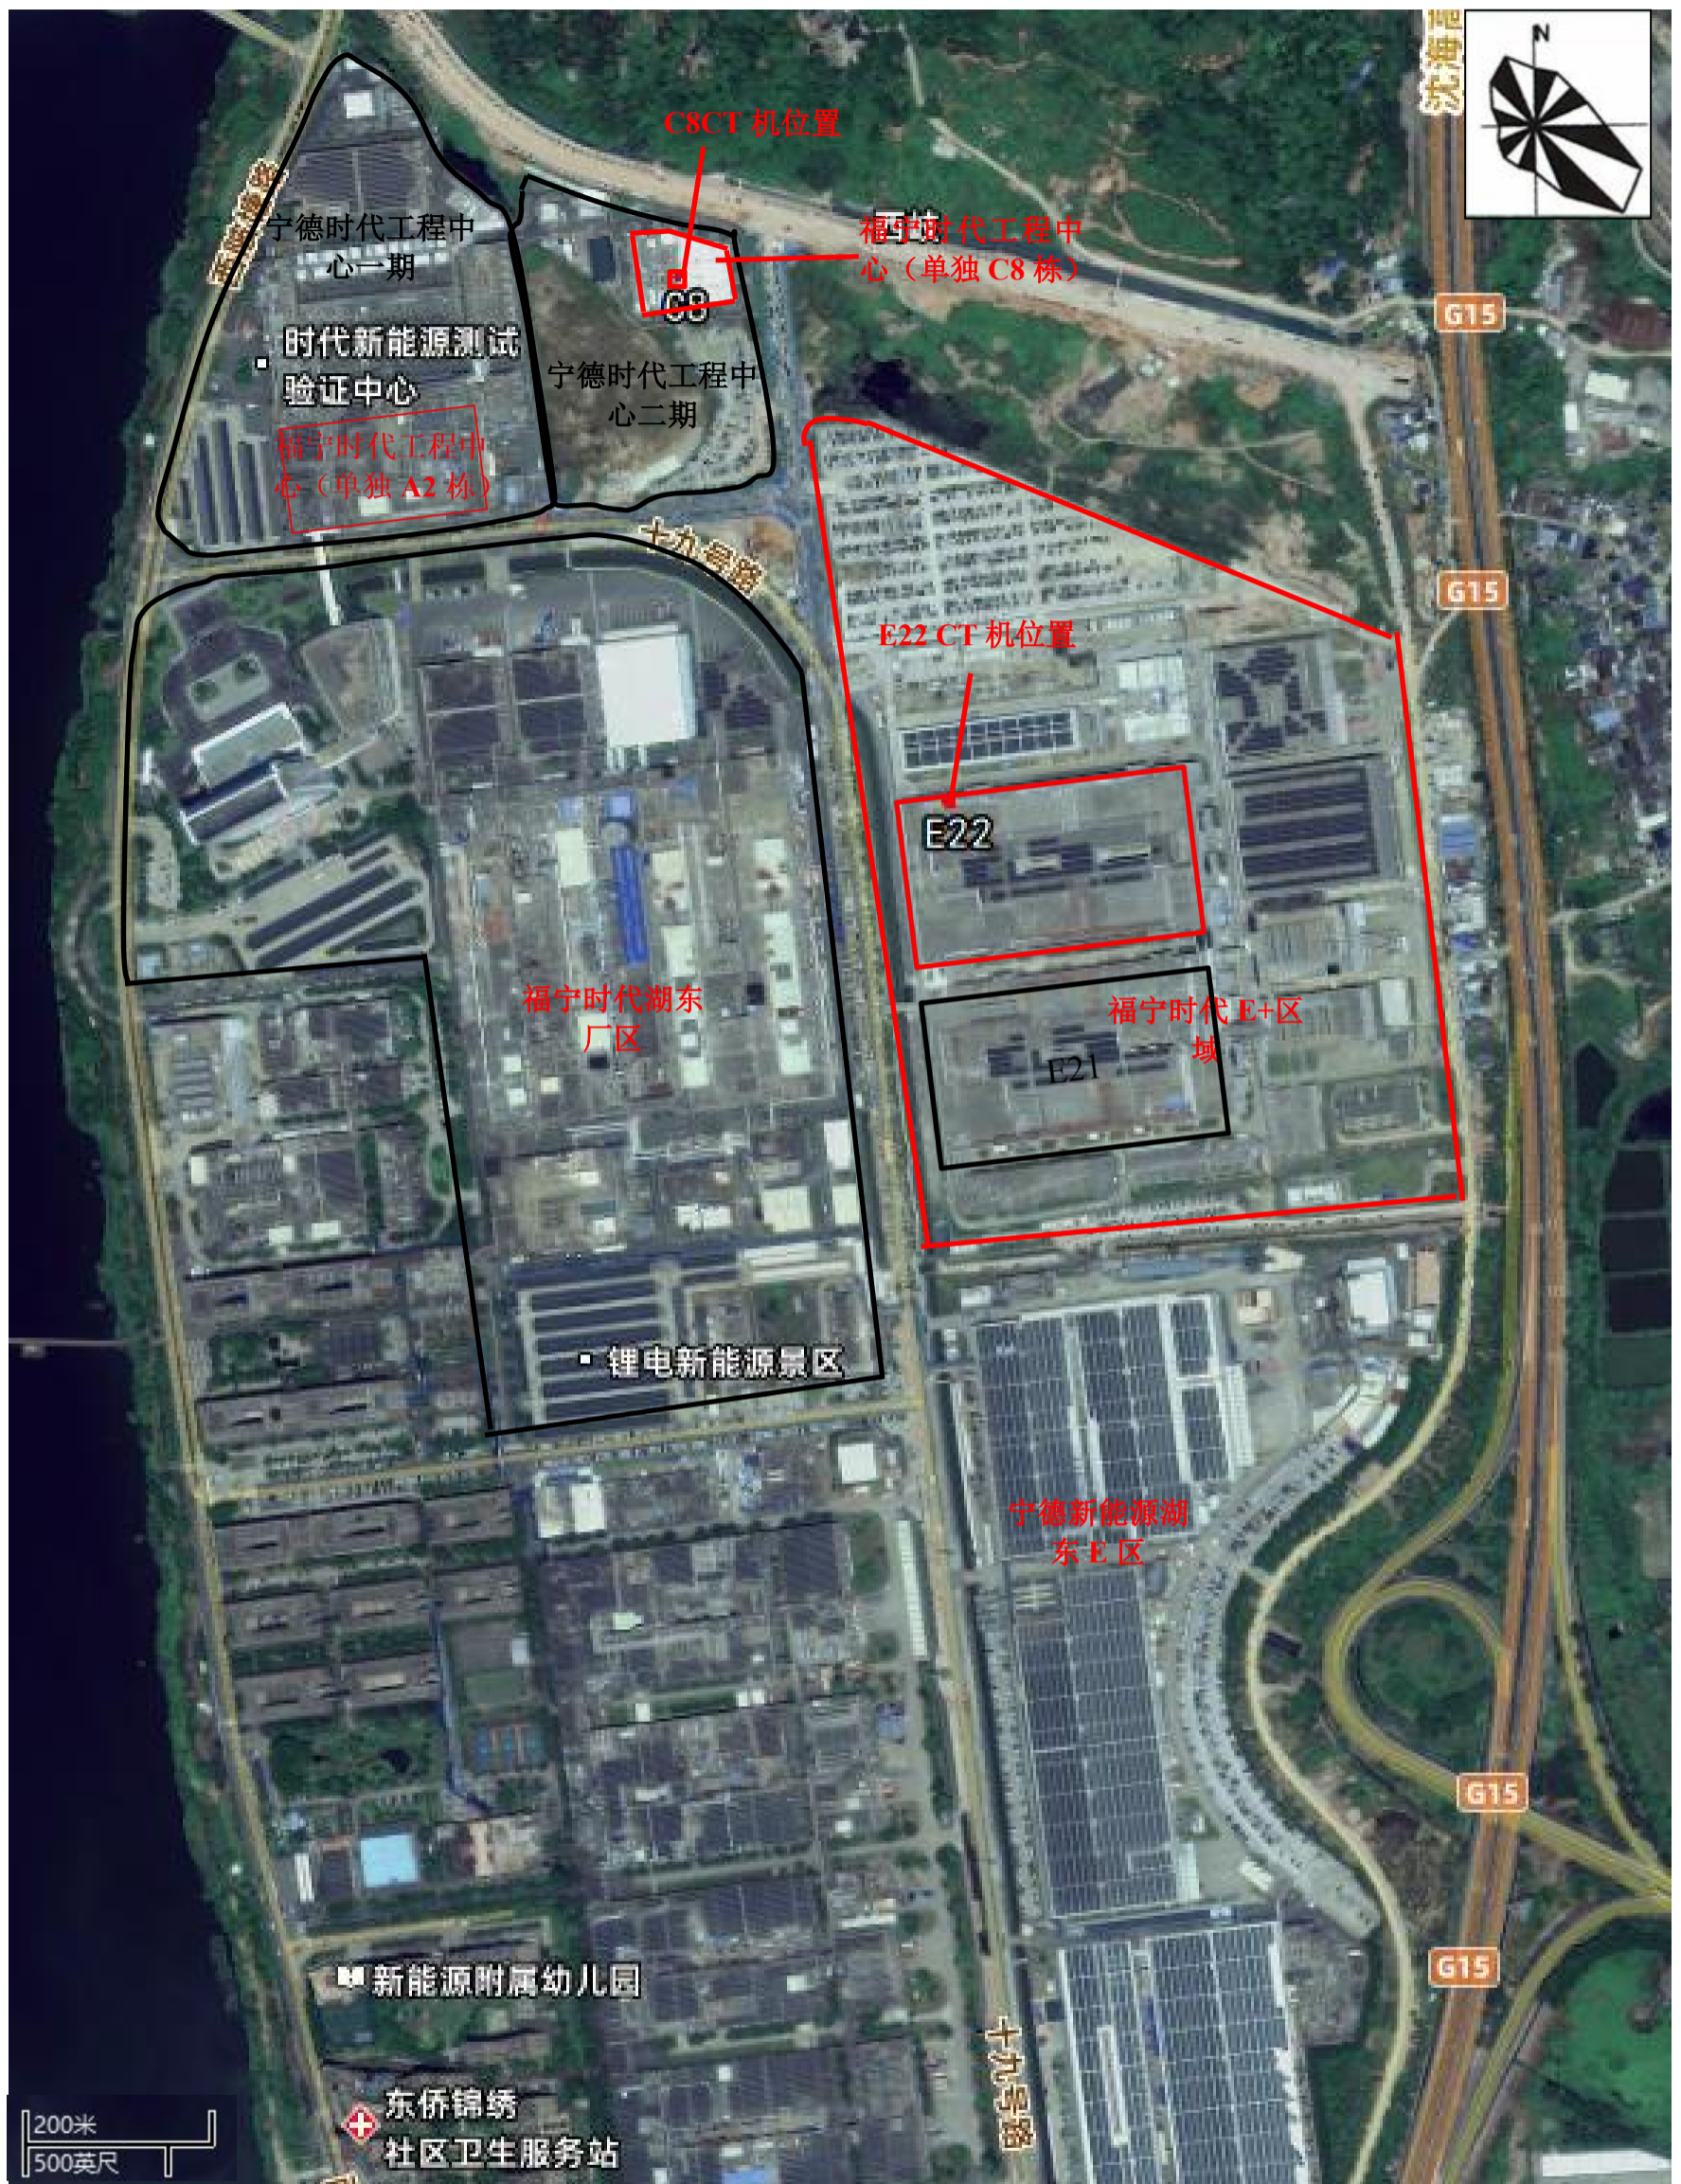 N
C8CT 机位置
宁德时代工程中
心一期
福宁时代工程中
心（单独 C8 栋）
C8
G15
时代新能源测试
验证中心
宁德时代工程中
心二期
福宁时代工程中
心（单独 A2 栋）
十九号路
G15
E22 CT 机位置
E22
福宁时代湖东
厂区
福宁时代 E+区
域
E21
锂电新能源景区
宁德新能源湖
东 E 区
G15
G15
新能源附属幼儿园
十九号路
东侨锦绣
社区卫生服务站
200米
500英尺